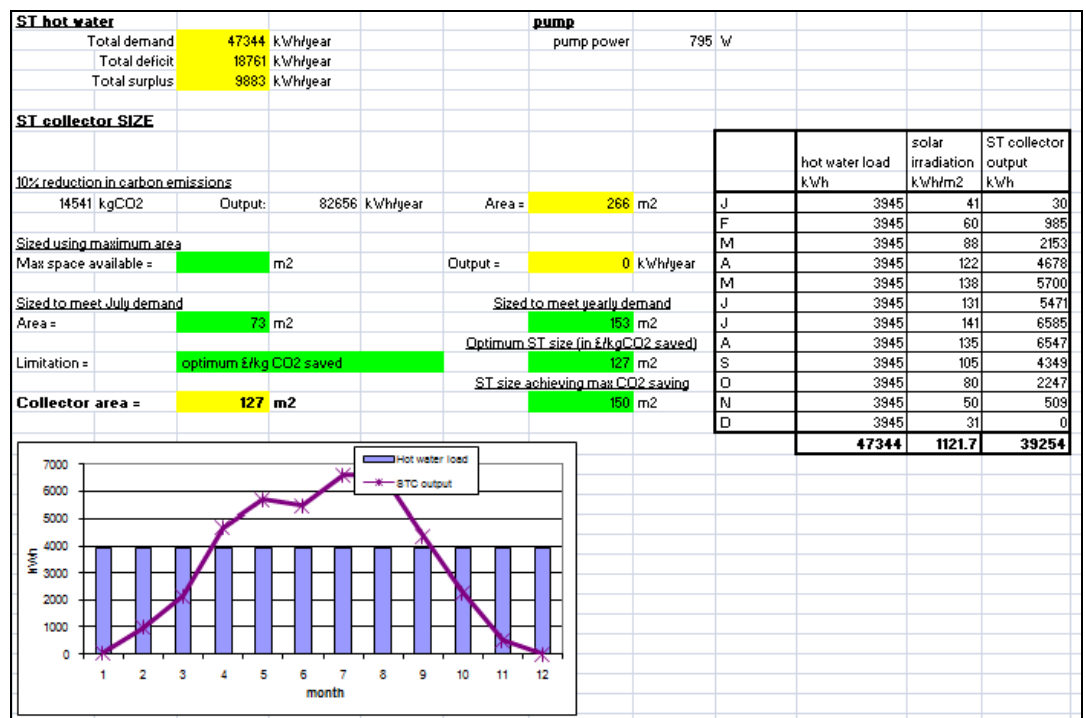 ST hot water pump
Total demand 47344 kWh/year pump power 795 W
Total deficit 18761 kWh/year
Total surplus 9883 kWh/year
ST collector SIZE
10% reduction in carbon emissions
14541 kgCO2 Output: 82656 kWh/year Area = 266 m2
Sized using maximum area
Max space available = m2 Output = 0 kWh/year
Sized to meet July demand Sized to meet yearly demand
Area = 73 m2 153 m2
Optimum ST size (in £/kgCO2 saved)
Limitation = optimum £/kg CO2 saved 127 m2
ST size achieving max CO2 saving
Collector area = 127 m2 150 m2
solar ST collector
hot water load irradiation output
kWh kWh/m2 kWh
J 3945 41 30
F 3945 60 985
M 3945 88 2153
A 3945 122 4678
M 3945 138 5700
J 3945 131 5471
J 3945 141 6585
A 3945 135 6547
S 3945 105 4349
O 3945 80 2247
N 3945 50 509
D 3945 31 0
47344 1121.7 39254
Hot water load
STC output
7000
6000
5000
4000
3000
2000
1000
0
kWh
1 2 3 4 5 6 7 8 9 10 11 12
month